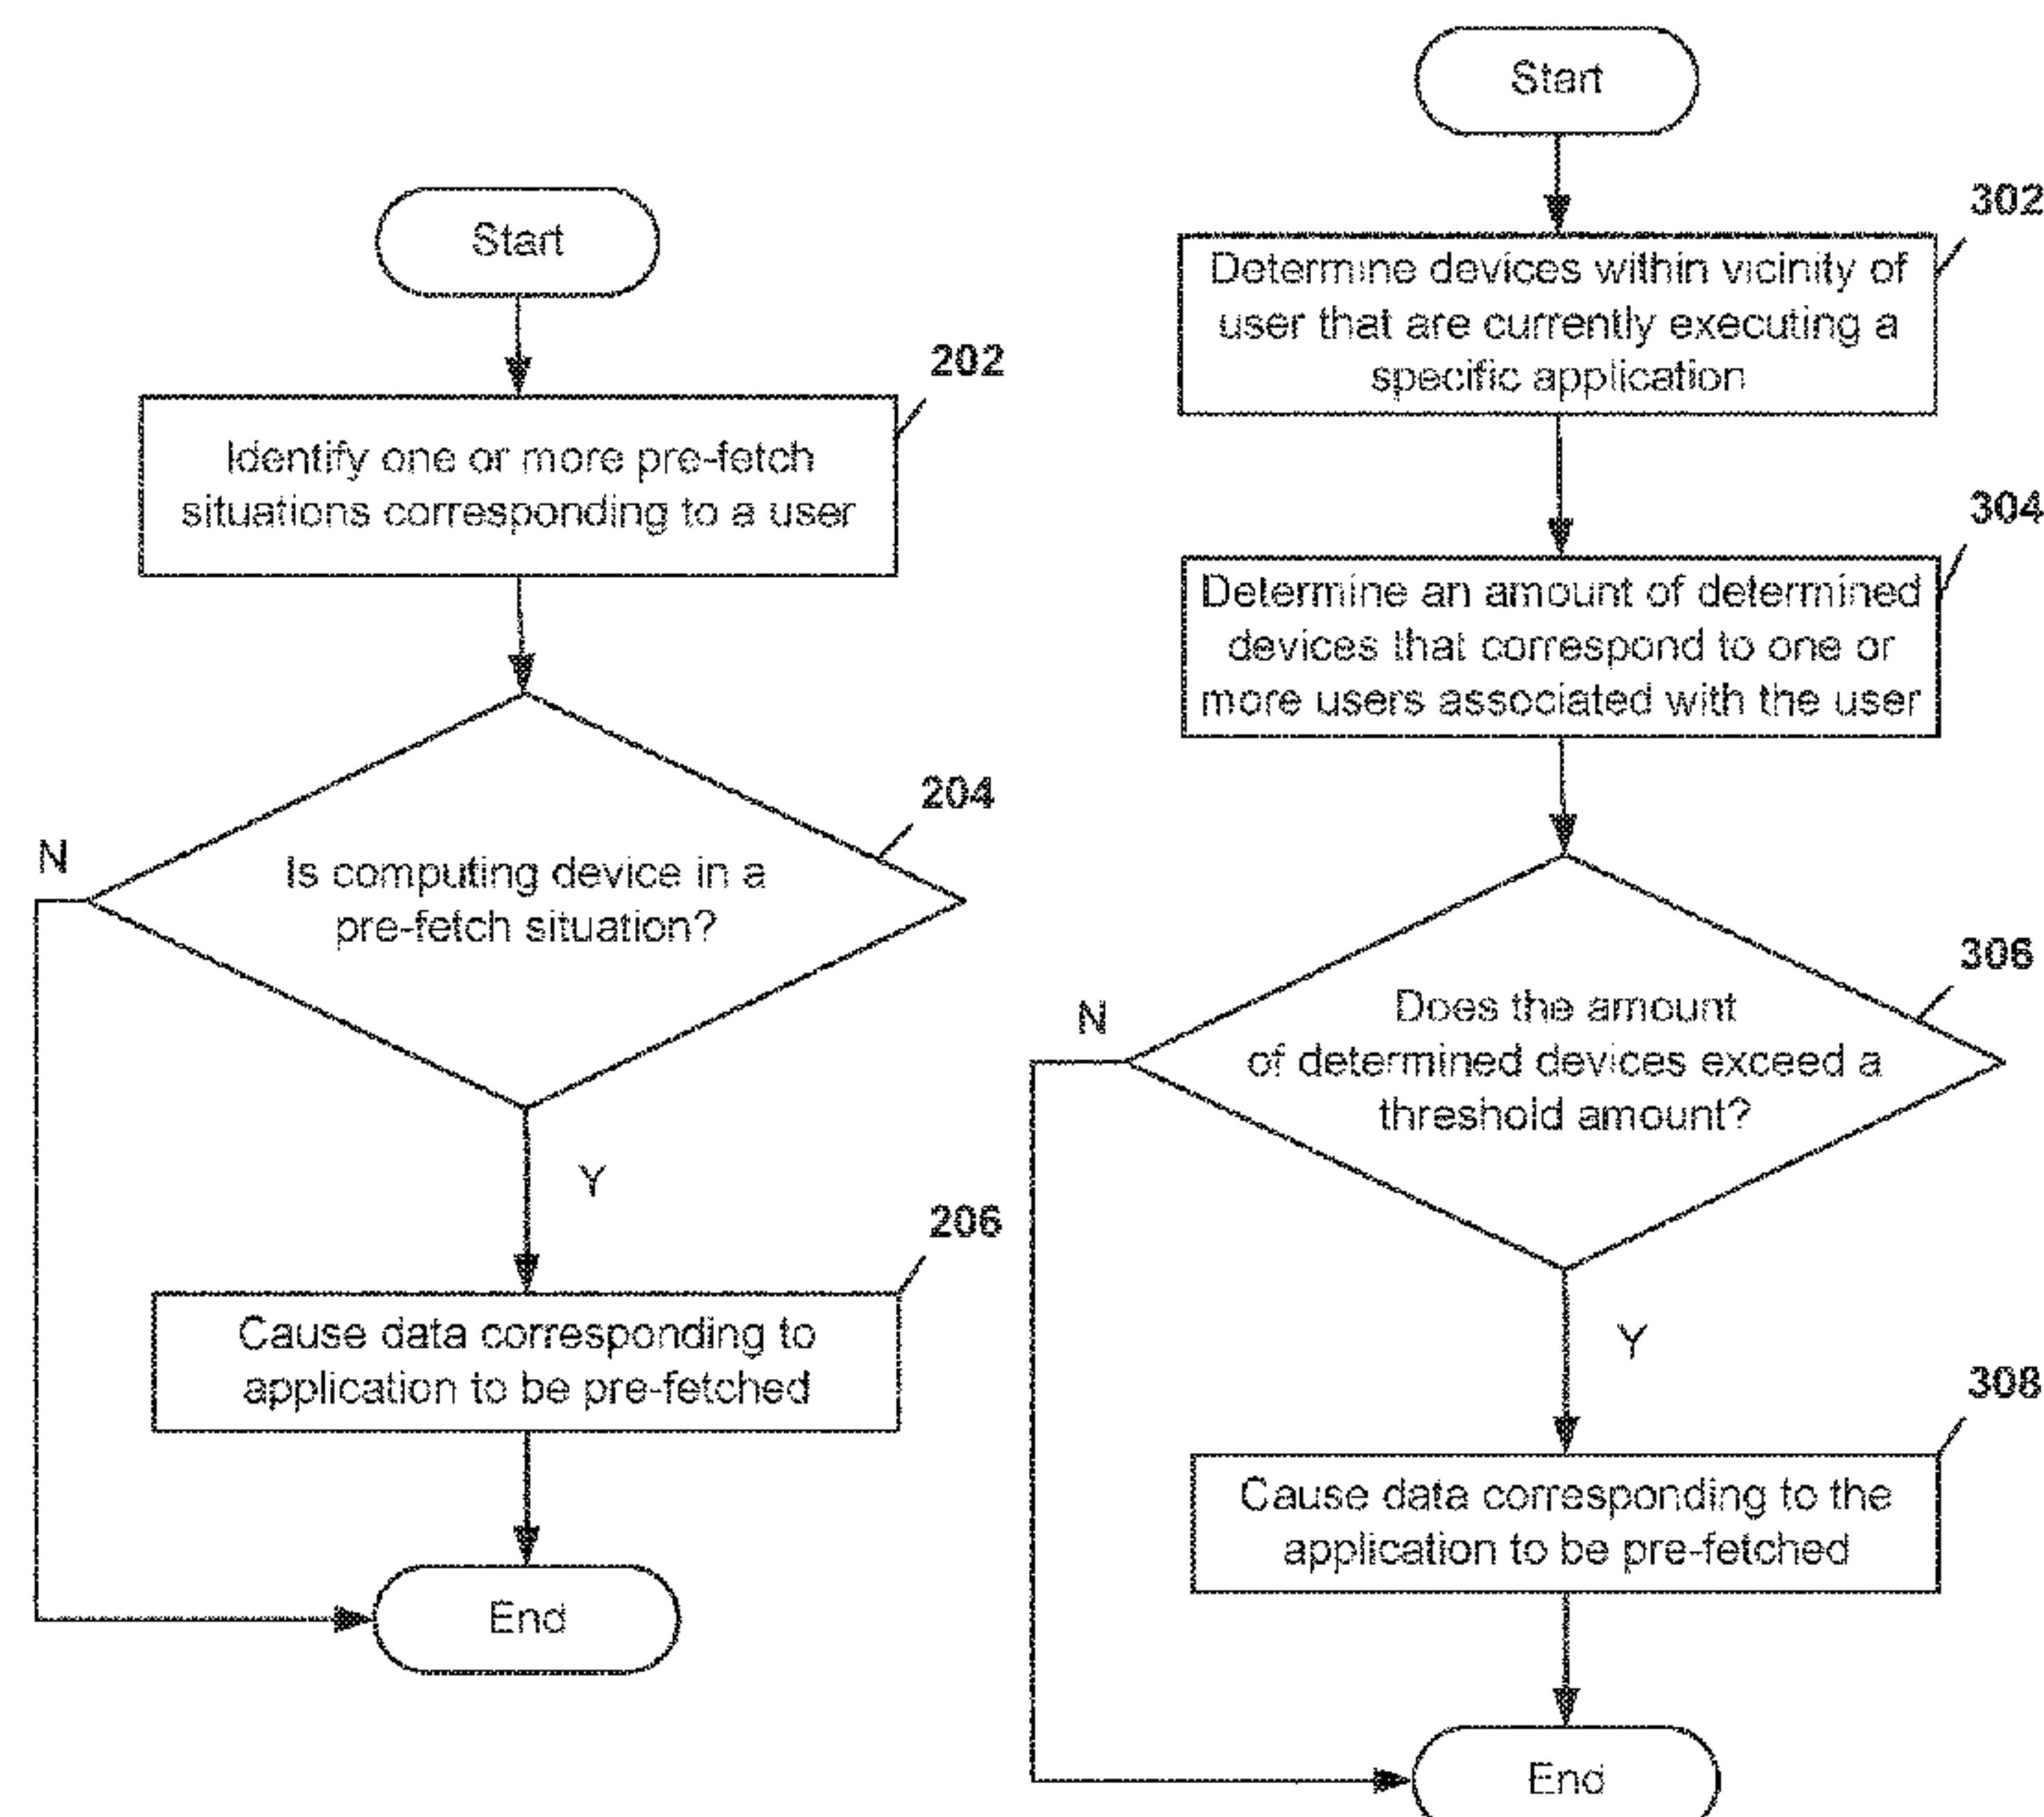 Start
202
Identify one or more pre-fetch
situations corresponding to a user
204
N
Is computing device in a
pre-fetch situation?
Y
206
Cause data corresponding to
application to be pre-fetched
End
Start
302
Determine devices within vicinity of
user that are currently executing a
specific application
304
Determine an amount of determined
devices that correspond to one or
more users associated with the user
306
N
Does the amount
of determined devices exceed a
threshold amount?
Y
308
Cause data corresponding to the
application to be pre-fetched
End